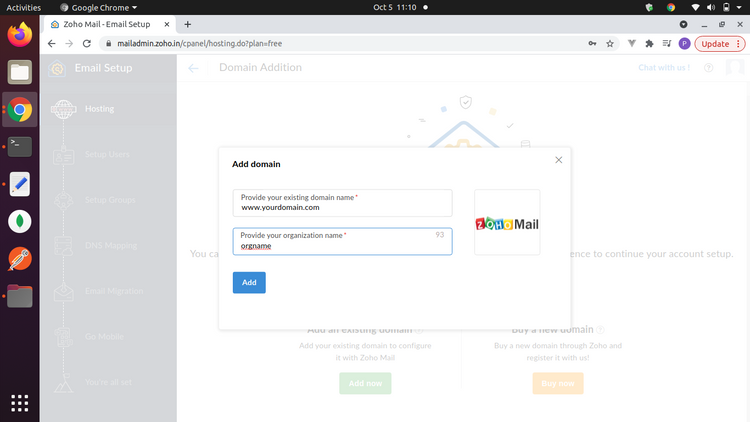 Activities
Google Chrome
Oct 5 11:10
Zoho Mail - Email Setup
mailadmin.zoho.in/cpanel/hosting.do?plan=free
P
Update
Email Setup
Domain Addition
Chat with us !
Hosting
Setup Users
Setup Groups
DNS Mapping
Email Migration
Go Mobile
You're all set
Add domain
Provide your existing domain name *
www.yourdomain.com
Provide your organization name *
93
orgname
Add
ZOHO Mail
You ca
ence to continue your account setup.
Add an existing domain
Add your existing domain to configure
it with Zoho Mail
Add now
Buy a new domain
Buy a new domain through Zoho and
register it with us!
Buy now